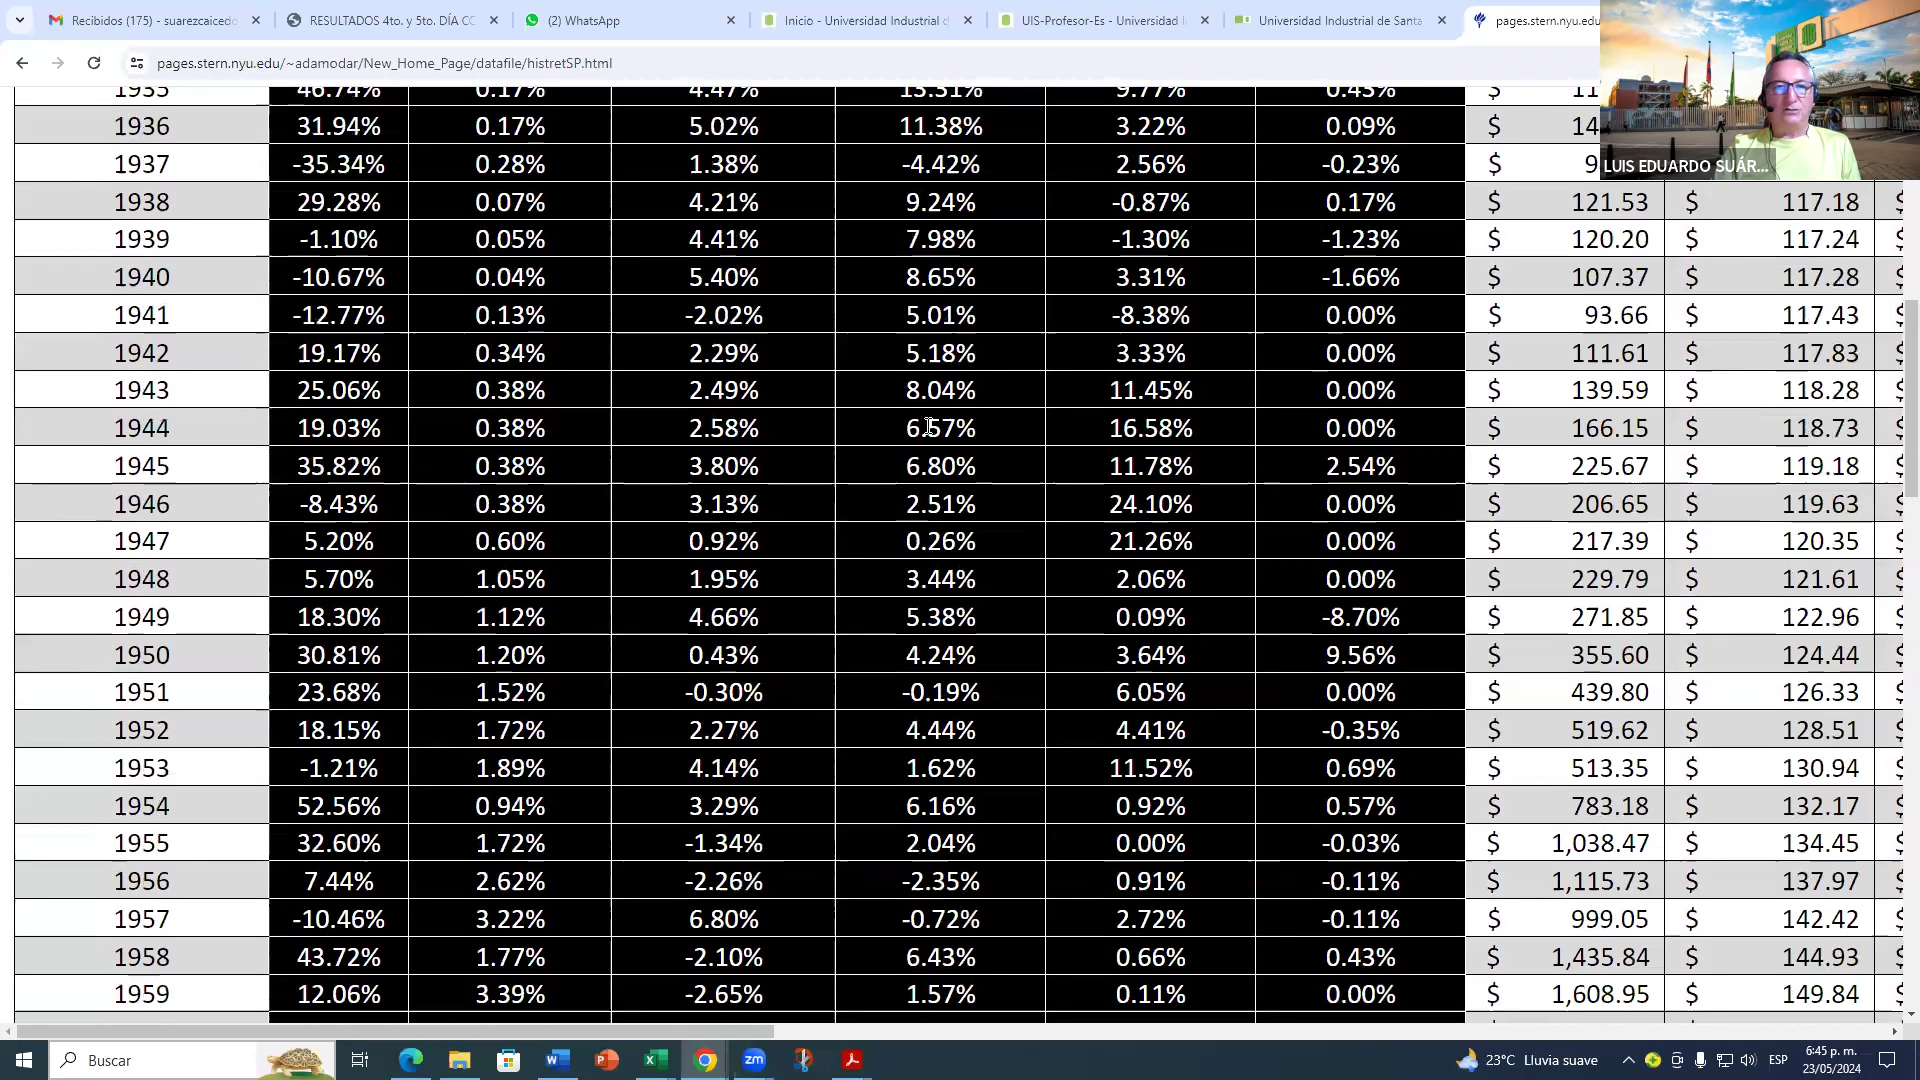 Recibidos (175) - suarezcaicedo
RESULTADOS 4to. y 5to. DÍA CC
(2) WhatsApp
Inicio - Universidad Industrial d
UIS-Profesor-Es - Universidad I
Universidad Industrial de Santa
pages.stern.nyu.edu
pages.stern.nyu.edu/~adamodar/New_Home_Page/datafile/histretSP.html
LUIS EDUARDO SUÁR...
1935 46.74% 0.17% 4.47% 13.31% 9.77% 0.43% $ 11
1936 31.94% 0.17% 5.02% 11.38% 3.22% 0.09% $ 14
1937 -35.34% 0.28% 1.38% -4.42% 2.56% -0.23% $ 9
1938 29.28% 0.07% 4.21% 9.24% -0.87% 0.17% $ 121.53 $ 117.18 $
1939 -1.10% 0.05% 4.41% 7.98% -1.30% -1.23% $ 120.20 $ 117.24 $
1940 -10.67% 0.04% 5.40% 8.65% 3.31% -1.66% $ 107.37 $ 117.28 $
1941 -12.77% 0.13% -2.02% 5.01% -8.38% 0.00% $ 93.66 $ 117.43 $
1942 19.17% 0.34% 2.29% 5.18% 3.33% 0.00% $ 111.61 $ 117.83 $
1943 25.06% 0.38% 2.49% 8.04% 11.45% 0.00% $ 139.59 $ 118.28 $
1944 19.03% 0.38% 2.58% 6.57% 16.58% 0.00% $ 166.15 $ 118.73 $
1945 35.82% 0.38% 3.80% 6.80% 11.78% 2.54% $ 225.67 $ 119.18 $
1946 -8.43% 0.38% 3.13% 2.51% 24.10% 0.00% $ 206.65 $ 119.63 $
1947 5.20% 0.60% 0.92% 0.26% 21.26% 0.00% $ 217.39 $ 120.35 $
1948 5.70% 1.05% 1.95% 3.44% 2.06% 0.00% $ 229.79 $ 121.61 $
1949 18.30% 1.12% 4.66% 5.38% 0.09% -8.70% $ 271.85 $ 122.96 $
1950 30.81% 1.20% 0.43% 4.24% 3.64% 9.56% $ 355.60 $ 124.44 $
1951 23.68% 1.52% -0.30% -0.19% 6.05% 0.00% $ 439.80 $ 126.33 $
1952 18.15% 1.72% 2.27% 4.44% 4.41% -0.35% $ 519.62 $ 128.51 $
1953 -1.21% 1.89% 4.14% 1.62% 11.52% 0.69% $ 513.35 $ 130.94 $
1954 52.56% 0.94% 3.29% 6.16% 0.92% 0.57% $ 783.18 $ 132.17 $
1955 32.60% 1.72% -1.34% 2.04% 0.00% -0.03% $ 1,038.47 $ 134.45 $
1956 7.44% 2.62% -2.26% -2.35% 0.91% -0.11% $ 1,115.73 $ 137.97 $
1957 -10.46% 3.22% 6.80% -0.72% 2.72% -0.11% $ 999.05 $ 142.42 $
1958 43.72% 1.77% -2.10% 6.43% 0.66% 0.43% $ 1,435.84 $ 144.93 $
1959 12.06% 3.39% -2.65% 1.57% 0.11% 0.00% $ 1,608.95 $ 149.84 $
Buscar
zm
23°C Lluvia suave
ESP
6:45 p. m.
23/05/2024